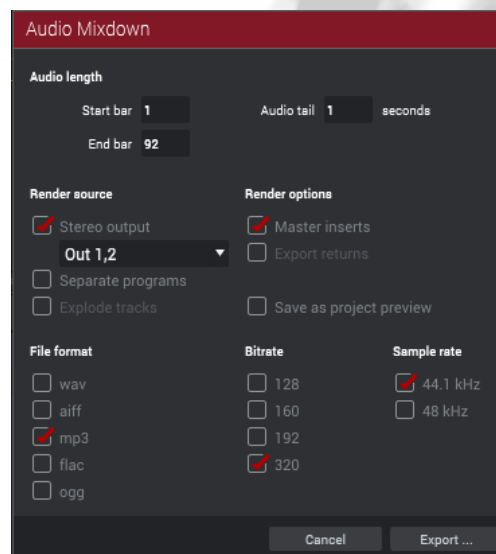 Audio Mixdown
Audio length
Start bar 1 Audio tail 1 seconds
End bar 92
Render source Render options
Stereo output Master inserts
Out 1,2 Export returns
Separate programs
Explode tracks Save as project preview
File format Bitrate Sample rate
wav 128 44.1 kHz
aiff 160 48 kHz
mp3 192
flac 320
ogg
Cancel Export ...